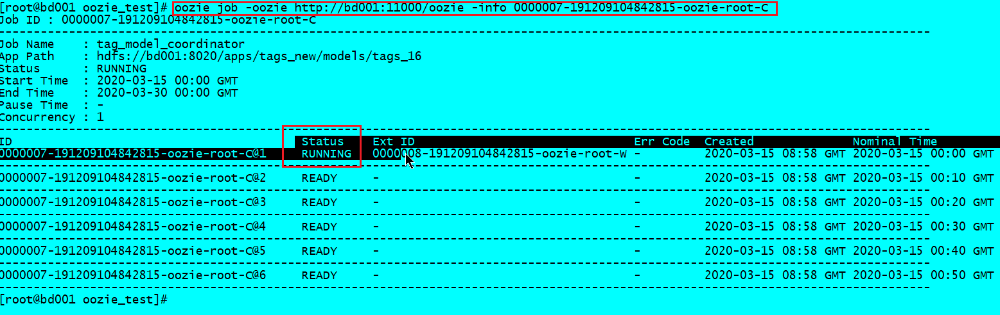 [root@bd001 oozie_test]# oozie job -oozie http://bd001:11000/oozie -info 0000007-191209104842815-oozie-root-C
Job ID : 0000007-191209104842815-oozie-root-C
------------------------------------------------------------------------------------------------------------------------------------
Job Name    : tag_model_coordinator
App Path    : hdfs://bd001:8020/apps/tags_new/models/tags_16
Status      : RUNNING
Start Time  : 2020-03-15 00:00 GMT
End Time    : 2020-03-30 00:00 GMT
Pause Time  : -
Concurrency : 1
------------------------------------------------------------------------------------------------------------------------------------
ID                                         Status    Ext ID                               Err Code  Created              Nominal Time
0000007-191209104842815-oozie-root-C@1     RUNNING   0000008-191209104842815-oozie-root-W -         2020-03-15 08:58 GMT 2020-03-15 00:00 GMT
------------------------------------------------------------------------------------------------------------------------------------
0000007-191209104842815-oozie-root-C@2     READY     -                                    -         2020-03-15 08:58 GMT 2020-03-15 00:10 GMT
------------------------------------------------------------------------------------------------------------------------------------
0000007-191209104842815-oozie-root-C@3     READY     -                                    -         2020-03-15 08:58 GMT 2020-03-15 00:20 GMT
------------------------------------------------------------------------------------------------------------------------------------
0000007-191209104842815-oozie-root-C@4     READY     -                                    -         2020-03-15 08:58 GMT 2020-03-15 00:30 GMT
------------------------------------------------------------------------------------------------------------------------------------
0000007-191209104842815-oozie-root-C@5     READY     -                                    -         2020-03-15 08:58 GMT 2020-03-15 00:40 GMT
------------------------------------------------------------------------------------------------------------------------------------
0000007-191209104842815-oozie-root-C@6     READY     -                                    -         2020-03-15 08:58 GMT 2020-03-15 00:50 GMT
------------------------------------------------------------------------------------------------------------------------------------
[root@bd001 oozie_test]#